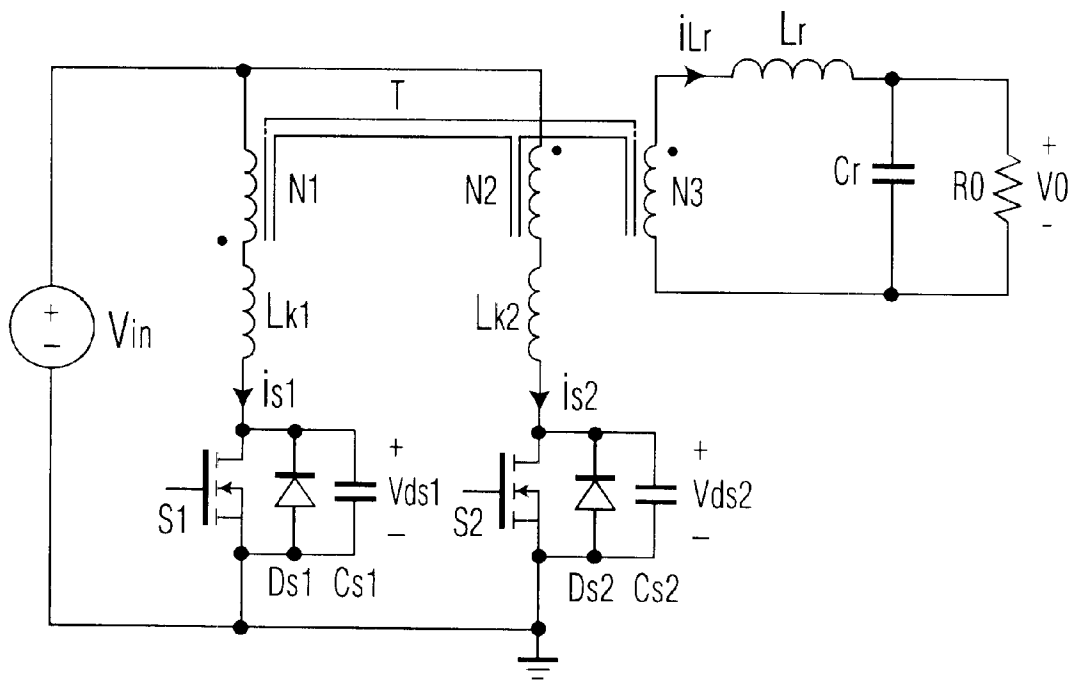 iLr
Lr
T
N1
N2
N3
Cr
R0
+
V0
-
+
-
Vin
Lk1
Lk2
is1
is2
S1
+
Vds1
-
S2
+
Vds2
-
Ds1
Cs1
Ds2
Cs2